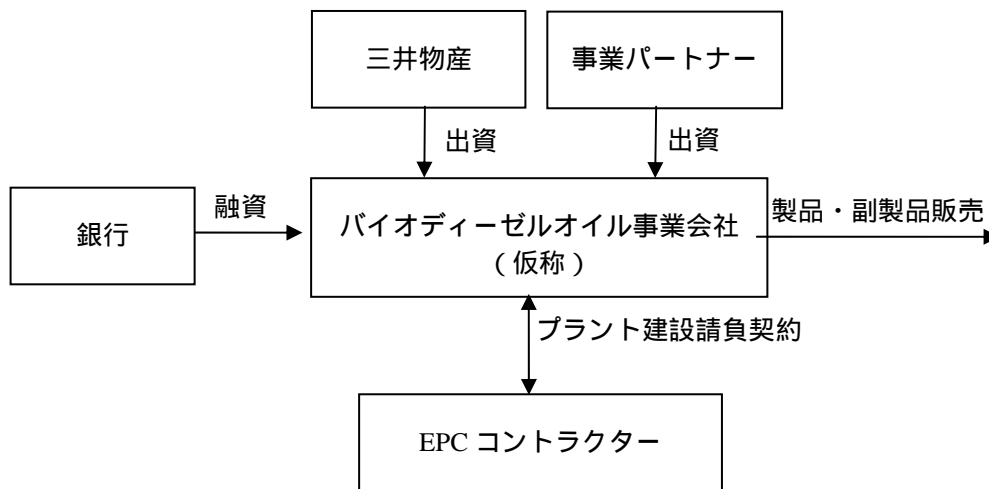 三井物産
事業パートナー
出資
出資
銀行
融資
バイオディーゼルオイル事業会社
(仮称)
製品・副製品販売
プラント建設請負契約
EPC コントラクター